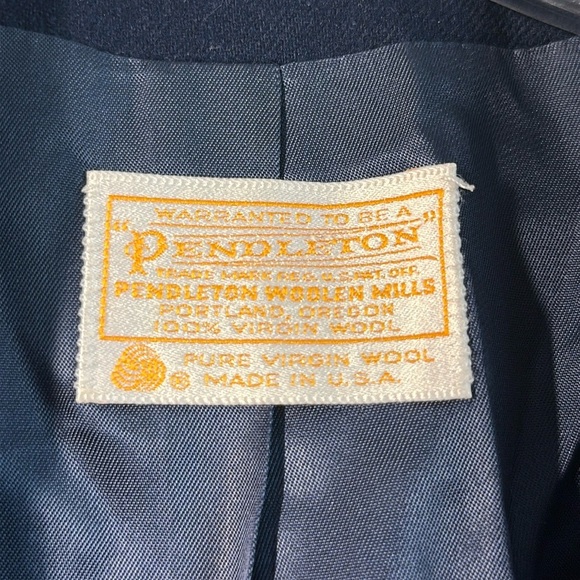 WARRANTED TO BE A
"PENDLETON"
TRADE MARK REG. U.S. PAT. OFF.
PENDLETON WOOLEN MILLS
PORTLAND, OREGON
100% VIRGIN WOOL
PURE VIRGIN WOOL
® MADE IN U.S.A.